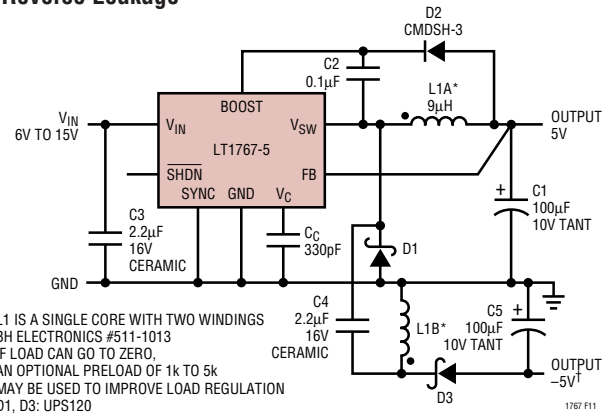 Reverse Leakage
D2
CMDSH-3
C2
0.1µF
L1A*
9µH
BOOST
VIN
6V TO 15V
VIN
VSW
OUTPUT
5V
LT1767-5
SHDN
FB
SYNC
GND
VC
C3
2.2µF
16V
CERAMIC
CC
330pF
D1
+
C1
100µF
10V TANT
GND
C4
2.2µF
16V
CERAMIC
L1B*
C5
100µF
10V TANT
+
OUTPUT
–5V†
D3
L1 IS A SINGLE CORE WITH TWO WINDINGS
BH ELECTRONICS #511-1013
IF LOAD CAN GO TO ZERO,
AN OPTIONAL PRELOAD OF 1k TO 5k
MAY BE USED TO IMPROVE LOAD REGULATION
D1, D3: UPS120
1767 F11